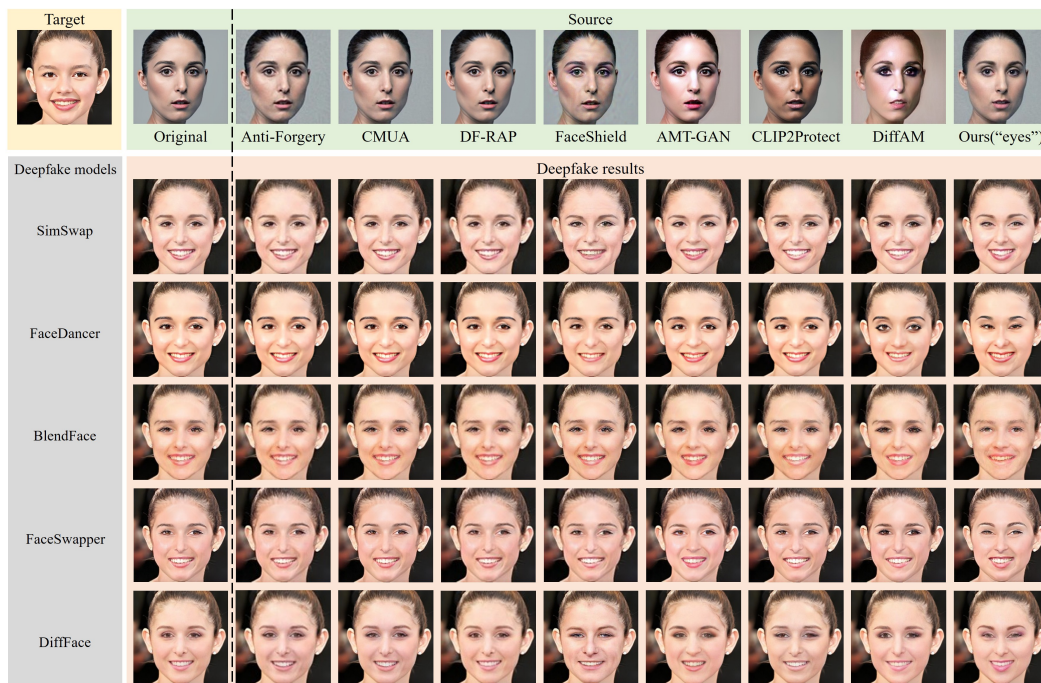 Target
Source
Original
Anti-Forgery
CMUA
DF-RAP
FaceShield
AMT-GAN
CLIP2Protect
DiffAM
Ours(“eyes”)
Deepfake models
Deepfake results
SimSwap
FaceDancer
BlendFace
FaceSwapper
DiffFace